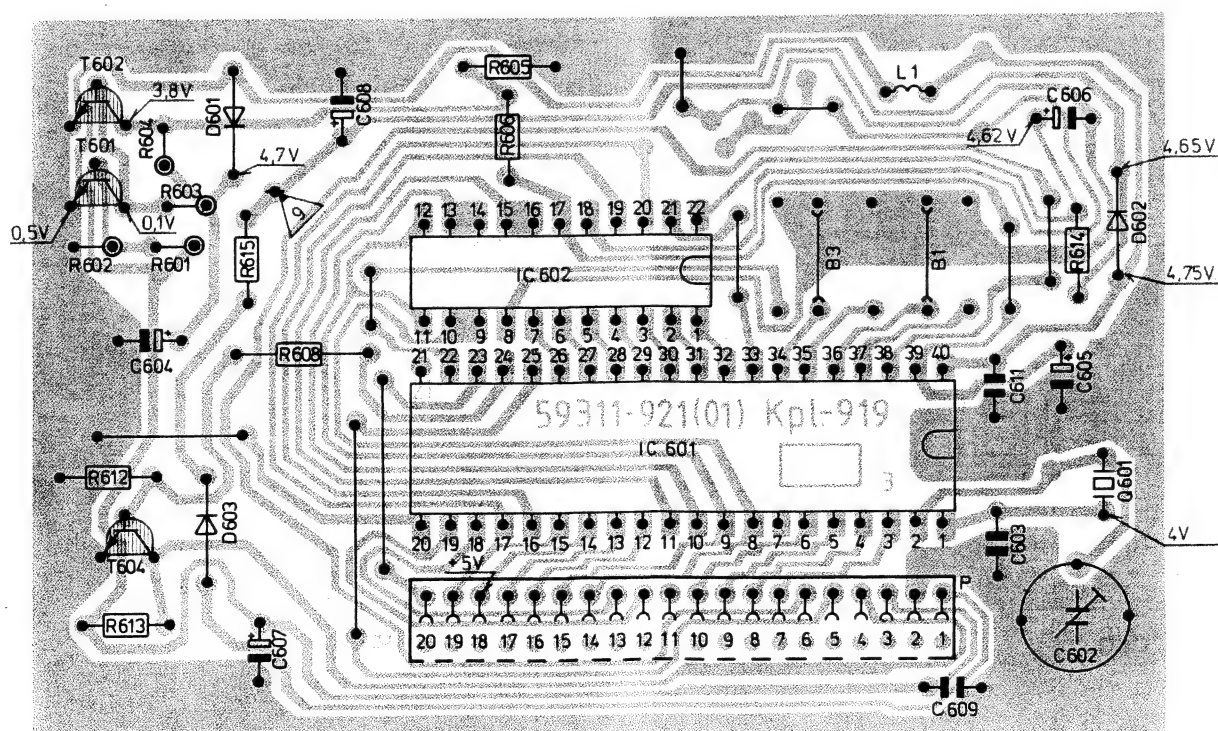 T602
3,8V
R604
D601
C608
R605
R606
L1
C606
4,62V
4,65V
T601
4,7V
R603
0,1V
0,5V
9
R602
R601
R615
12 13 14 15 16 17 18 19 20 21 22
IC 602
B3
B1
R614
D602
4,75V
11 10 9 8 7 6 5 4 3 2 1
C604
R608
21 22 23 24 25 26 27 28 29 30 31 32 33 34 35 36 37 38 39 40
C611
C605
59311-921(01) Kpl.-919
IC 601
3
R612
D603
Q601
T604
20 19 18 17 16 15 14 13 12 11 10 9 8 7 6 5 4 3 2 1
C603
4V
+5V
P
R613
C607
20 19 18 17 16 15 14 13 12 11 10 9 8 7 6 5 4 3 2 1
C602
C609